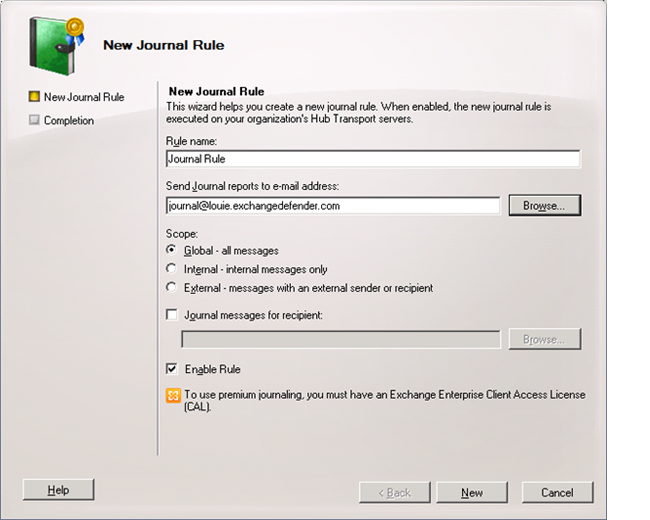 New Journal Rule
New Journal Rule
Completion
New Journal Rule
This wizard helps you create a new journal rule. When enabled, the new journal rule is
executed on your organization's Hub Transport servers.
Rule name:
Journal Rule
Send Journal reports to e-mail address:
journal@louie.exchangedefender.com
Browse...
Scope:
Global - all messages
Internal - internal messages only
External - messages with an external sender or recipient
Journal messages for recipient:
Browse...
Enable Rule
To use premium journaling, you must have an Exchange Enterprise Client Access License
(CAL).
Help
< Back
New
Cancel